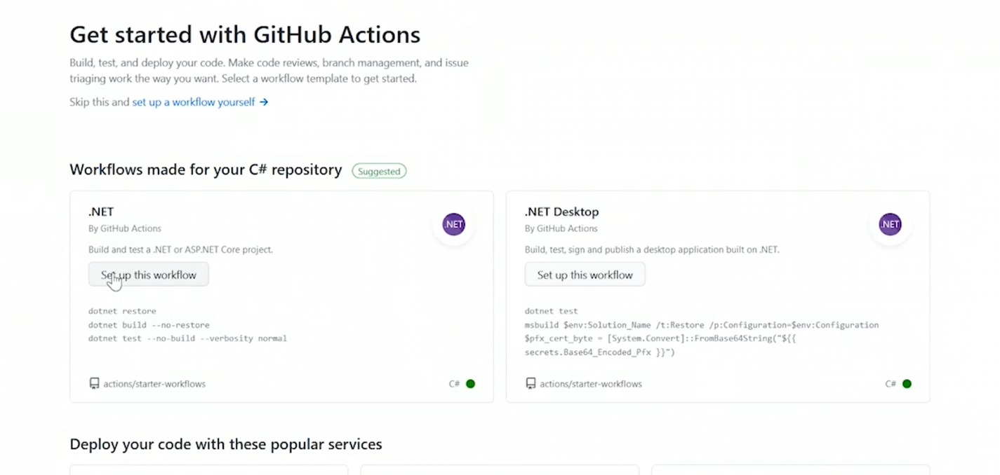 Get started with GitHub Actions
Build, test, and deploy your code. Make code reviews, branch management, and issue
triaging work the way you want. Select a workflow template to get started.
Skip this and set up a workflow yourself →
Workflows made for your C# repository Suggested
.NET
.NET
By GitHub Actions
Build and test a .NET or ASP.NET Core project.
Set up this workflow
dotnet restore
dotnet build --no-restore
dotnet test --no-build --verbosity normal
actions/starter-workflows C#
.NET Desktop
.NET
By GitHub Actions
Build, test, sign and publish a desktop application built on .NET.
Set up this workflow
dotnet test
msbuild $env:Solution_Name /t:Restore /p:Configuration=$env:Configuration
$pfx_cert_byte = [System.Convert]::FromBase64String("${{
secrets.Base64_Encoded_Pfx }}")
actions/starter-workflows C#
Deploy your code with these popular services